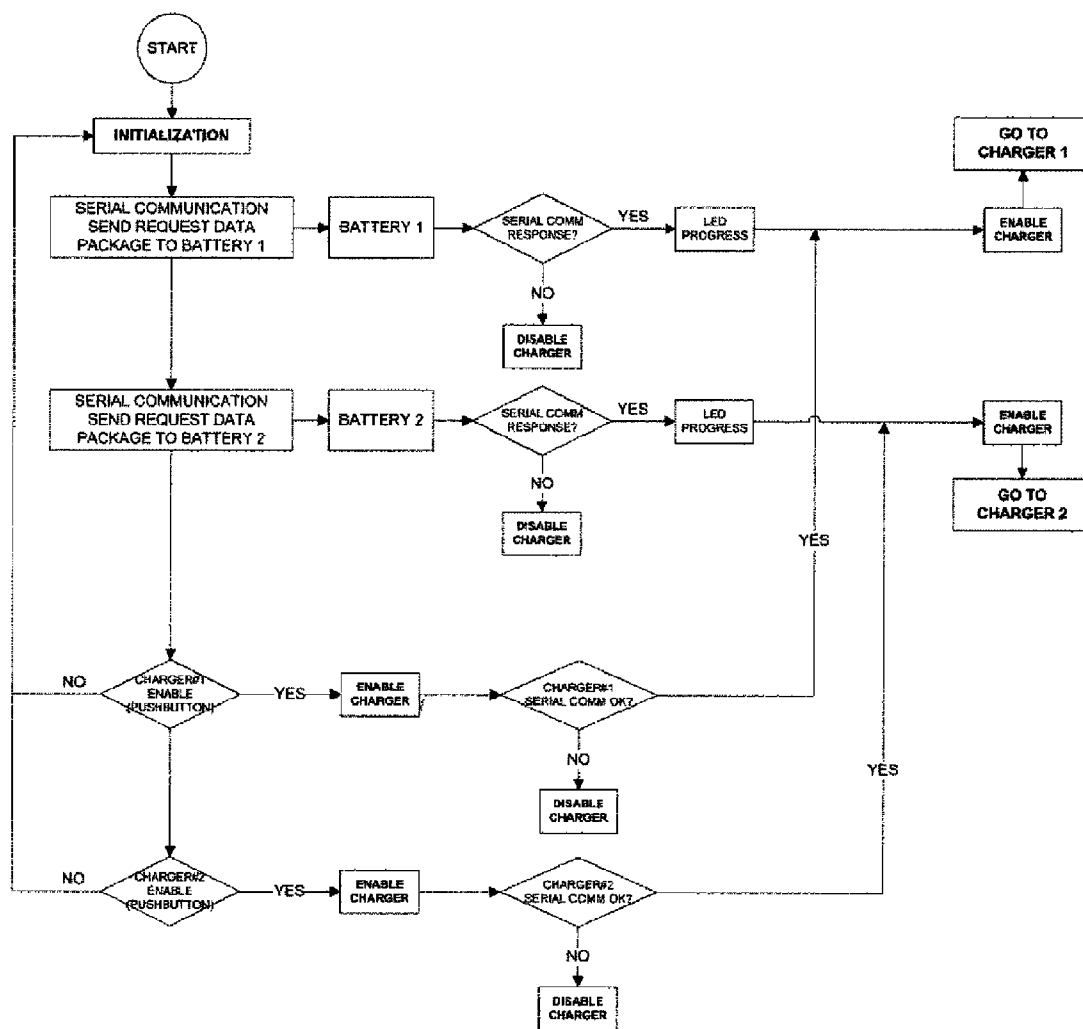 START
INITIALIZATION
GO TO
CHARGER 1
SERIAL COMMUNICATION
SEND REQUEST DATA
PACKAGE TO BATTERY 1
BATTERY 1
SERIAL COMM
RESPONSE?
YES
LED
PROGRESS
ENABLE
CHARGER
NO
DISABLE
CHARGER
SERIAL COMMUNICATION
SEND REQUEST DATA
PACKAGE TO BATTERY 2
BATTERY 2
SERIAL COMM
RESPONSE?
YES
LED
PROGRESS
ENABLE
CHARGER
NO
DISABLE
CHARGER
GO TO
CHARGER 2
YES
NO
CHARGER#1
ENABLE
(PUSHBUTTON)
YES
ENABLE
CHARGER
CHARGER#1
SERIAL COMM OK?
NO
DISABLE
CHARGER
YES
NO
CHARGER#2
ENABLE
(PUSHBUTTON)
YES
ENABLE
CHARGER
CHARGER#2
SERIAL COMM OK?
NO
DISABLE
CHARGER